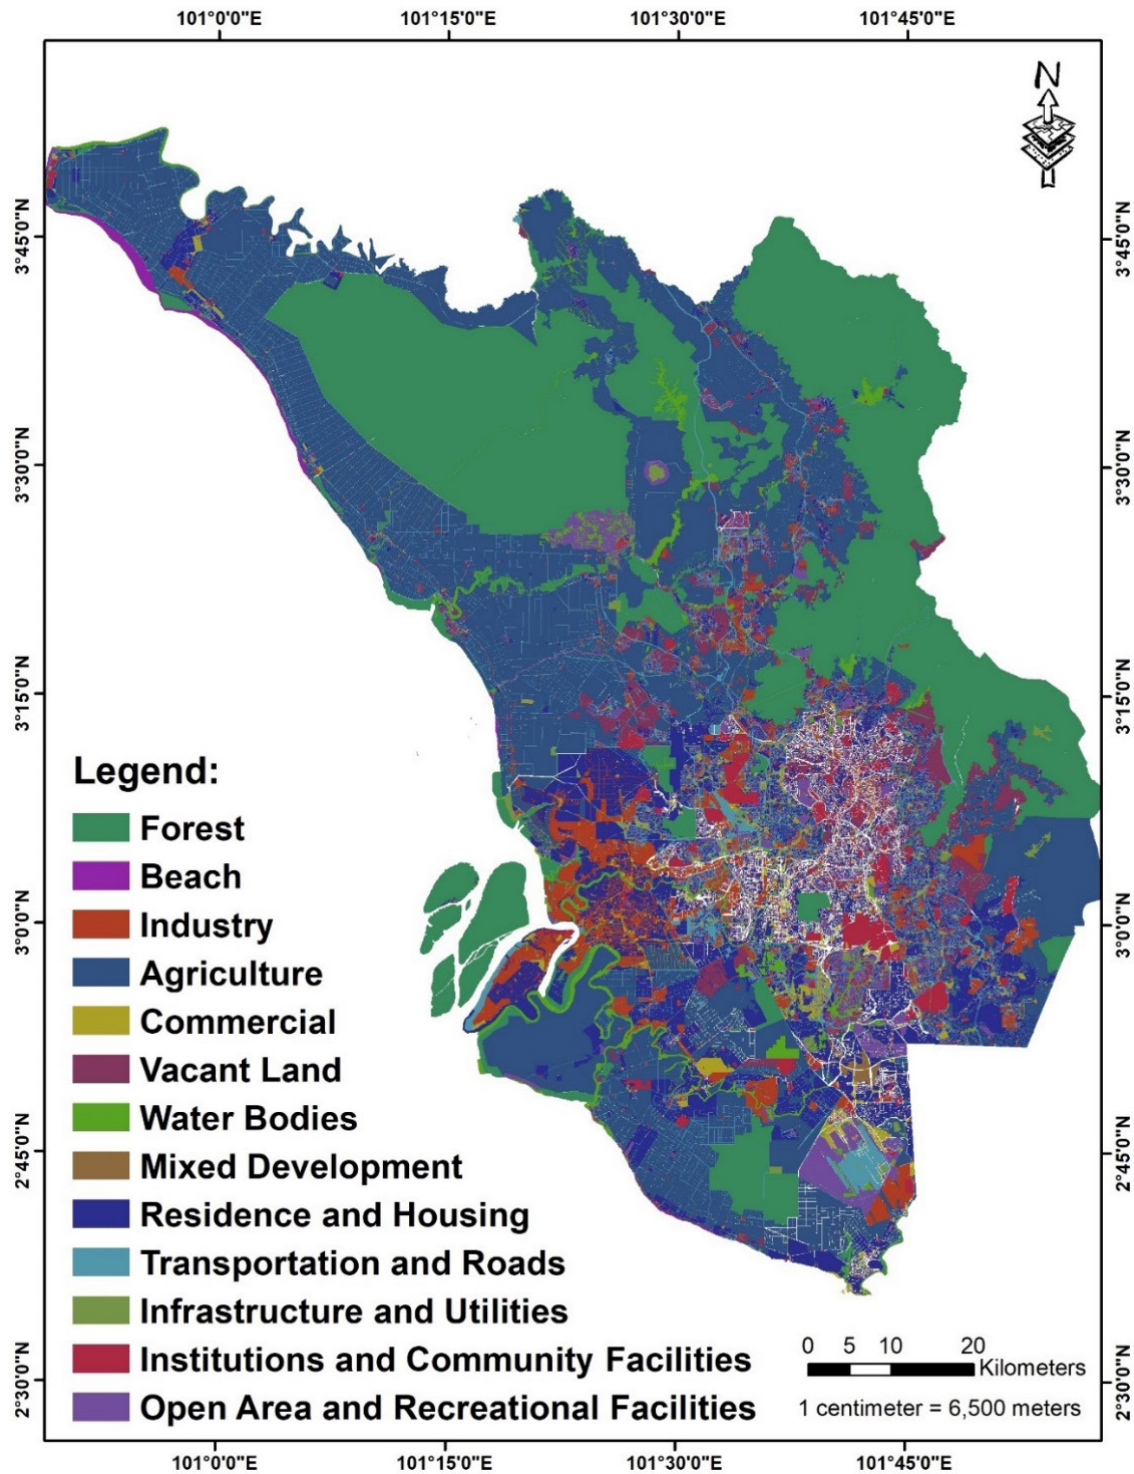 101°0'0"E 101°15'0"E 101°30'0"E 101°45'0"E
N
3°45'0"N 3°45'0"N
3°30'0"N 3°30'0"N
3°15'0"N 3°15'0"N
Legend:
Forest
Beach
3°0'0"N 3°0'0"N
Industry
Agriculture
Commercial
Vacant Land
Water Bodies
2°45'0"N 2°45'0"N
Mixed Development
Residence and Housing
Transportation and Roads
Infrastructure and Utilities
0 5 10 20
Institutions and Community Facilities
Kilometers
2°30'0"N 2°30'0"N
Open Area and Recreational Facilities
1 centimeter = 6,500 meters
101°0'0"E 101°15'0"E 101°30'0"E 101°45'0"E